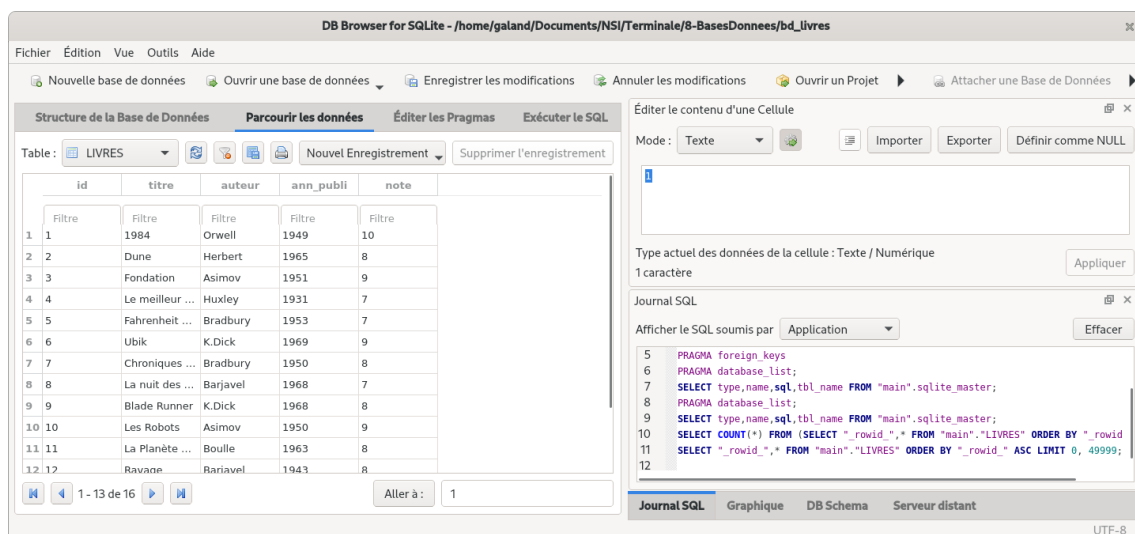 DB Browser for SQLite - /home/galand/Documents/NSI/Terminale/8-BasesDonnees/bd_livres
Fichier Édition Vue Outils Aide
Nouvelle base de données Ouvrir une base de données Enregistrer les modifications Annuler les modifications Ouvrir un Projet Attacher une Base de Données
Structure de la Base de Données Parcourir les données Éditer les Pragmas Exécuter le SQL
Table : LIVRES Nouvel Enregistrement Supprimer l'enregistrement
id titre auteur ann_publi note
Filtre Filtre Filtre Filtre Filtre
1 1 1984 Orwell 1949 10
2 2 Dune Herbert 1965 8
3 3 Fondation Asimov 1951 9
4 4 Le meilleur ... Huxley 1931 7
5 5 Fahrenheit ... Bradbury 1953 7
6 6 Ubik K.Dick 1969 9
7 7 Chroniques ... Bradbury 1950 8
8 8 La nuit des ... Barjavel 1968 7
9 9 Blade Runner K.Dick 1968 8
10 10 Les Robots Asimov 1950 9
11 11 La Planète ... Boulle 1963 8
12 12 Ravage Barjavel 1943 8
1 - 13 de 16 Aller à : 1
Éditer le contenu d'une Cellule
Mode : Texte Importer Exporter Définir comme NULL
1
Type actuel des données de la cellule : Texte / Numérique
1 caractère
Appliquer
Journal SQL
Afficher le SQL soumis par Application Effacer
5 PRAGMA foreign_keys
6 PRAGMA database_list;
7 SELECT type,name,sql,tbl_name FROM "main".sqlite_master;
8 PRAGMA database_list;
9 SELECT type,name,sql,tbl_name FROM "main".sqlite_master;
10 SELECT COUNT(*) FROM (SELECT "_rowid_",* FROM "main"."LIVRES" ORDER BY "_rowid
11 SELECT "_rowid_",* FROM "main"."LIVRES" ORDER BY "_rowid_" ASC LIMIT 0, 49999;
12
Journal SQL Graphique DB Schema Serveur distant
UTF-8